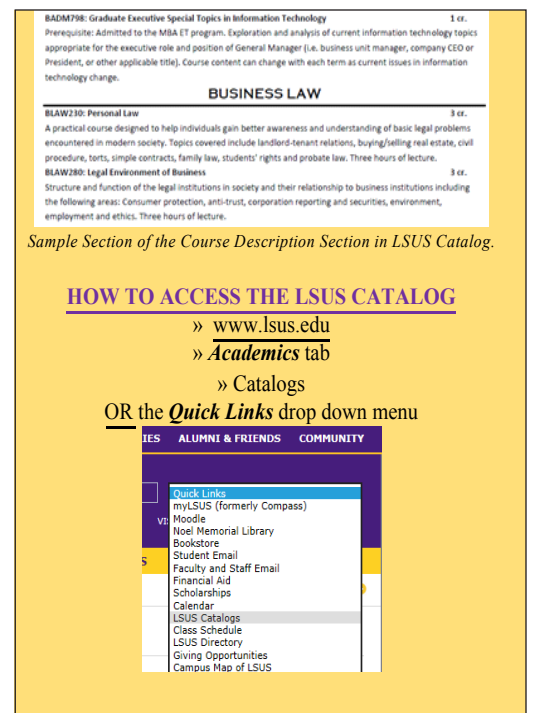 BADM798: Graduate Executive Special Topics in Information Technology 1 cr.
Prerequisite: Admitted to the MBA ET program. Exploration and analysis of current information technology topics
appropriate for the executive role and position of General Manager (i.e. business unit manager, company CEO or
President, or other applicable title). Course content can change with each term as current issues in information
technology change.
BUSINESS LAW
BLAW230: Personal Law 3 cr.
A practical course designed to help individuals gain better awareness and understanding of basic legal problems
encountered in modern society. Topics covered include landlord-tenant relations, buying/selling real estate, civil
procedure, torts, simple contracts, family law, students' rights and probate law. Three hours of lecture.
BLAW280: Legal Environment of Business 3 cr.
Structure and function of the legal institutions in society and their relationship to business institutions including
the following areas: Consumer protection, anti-trust, corporation reporting and securities, environment,
employment and ethics. Three hours of lecture.
Sample Section of the Course Description Section in LSUS Catalog.
HOW TO ACCESS THE LSUS CATALOG
» www.lsus.edu
» Academics tab
» Catalogs
OR the Quick Links drop down menu
IES ALUMNI & FRIENDS COMMUNITY
Quick Links
myLSUS (formerly Compass)
VI
Moodle
Noel Memorial Library
Bookstore
S
Student Email
Faculty and Staff Email
Financial Aid
Scholarships
Calendar
LSUS Catalogs
Class Schedule
LSUS Directory
Giving Opportunities
Campus Map of LSUS